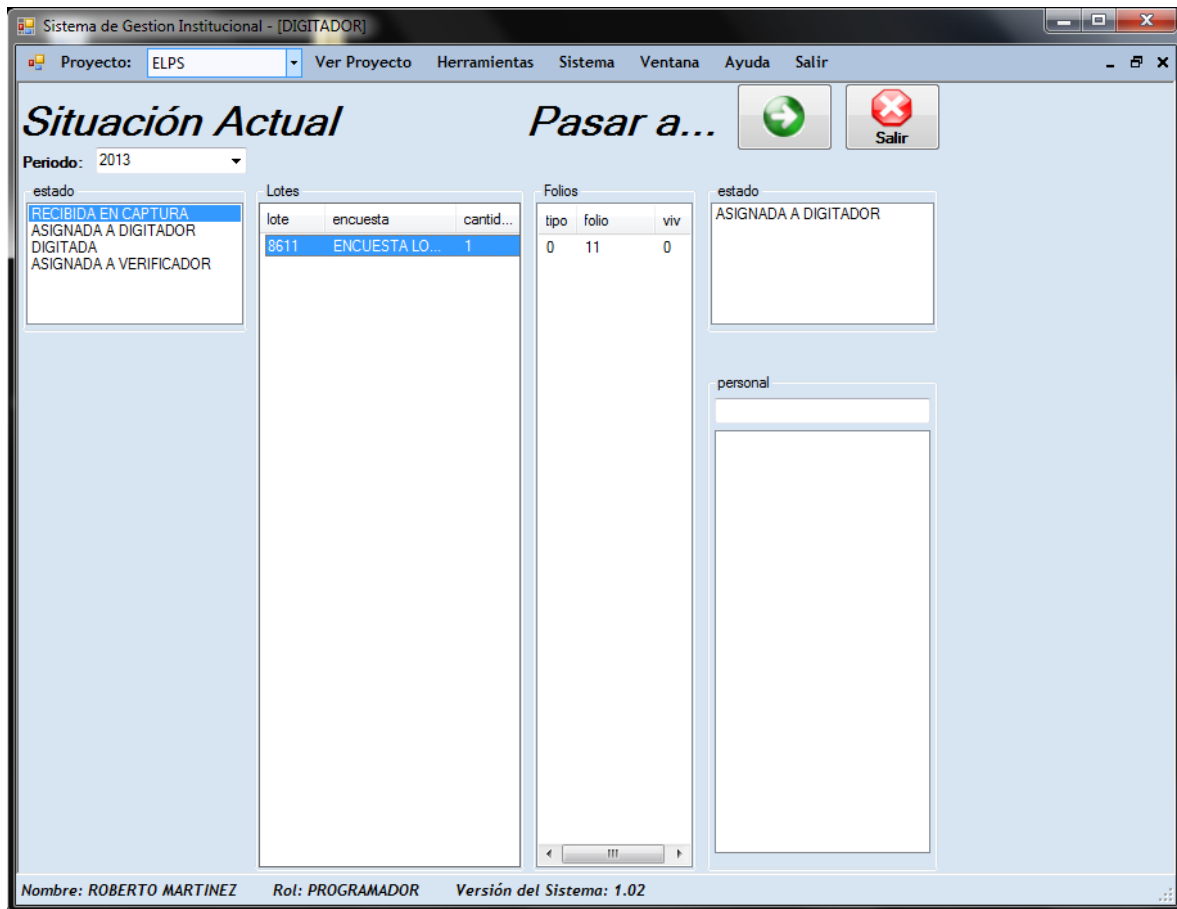 Sistema de Gestion Institucional - [DIGITADOR]
Proyecto: ELPS Ver Proyecto Herramientas Sistema Ventana Ayuda Salir
Situación Actual Pasar a... Salir
Periodo: 2013
estado
RECIBIDA EN CAPTURA
ASIGNADA A DIGITADOR
DIGITADA
ASIGNADA A VERIFICADOR
Lotes
lote encuesta cantid...
8611 ENCUESTA LO... 1
Folios
tipo folio viv
0 11 0
estado
ASIGNADA A DIGITADOR
personal
Nombre: ROBERTO MARTINEZ Rol: PROGRAMADOR Versión del Sistema: 1.02